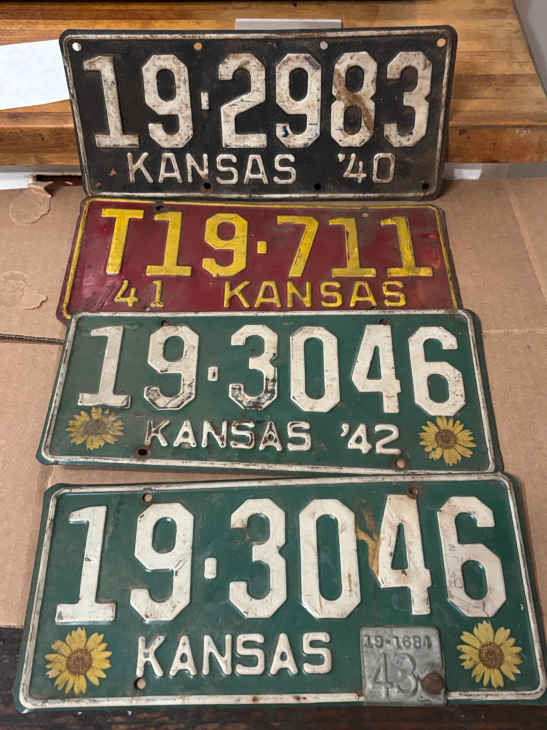 19·2983
KANSAS '40
T19·711
41 KANSAS
19·3046
KANSAS '42
19·3046
KANSAS
19-1684
43